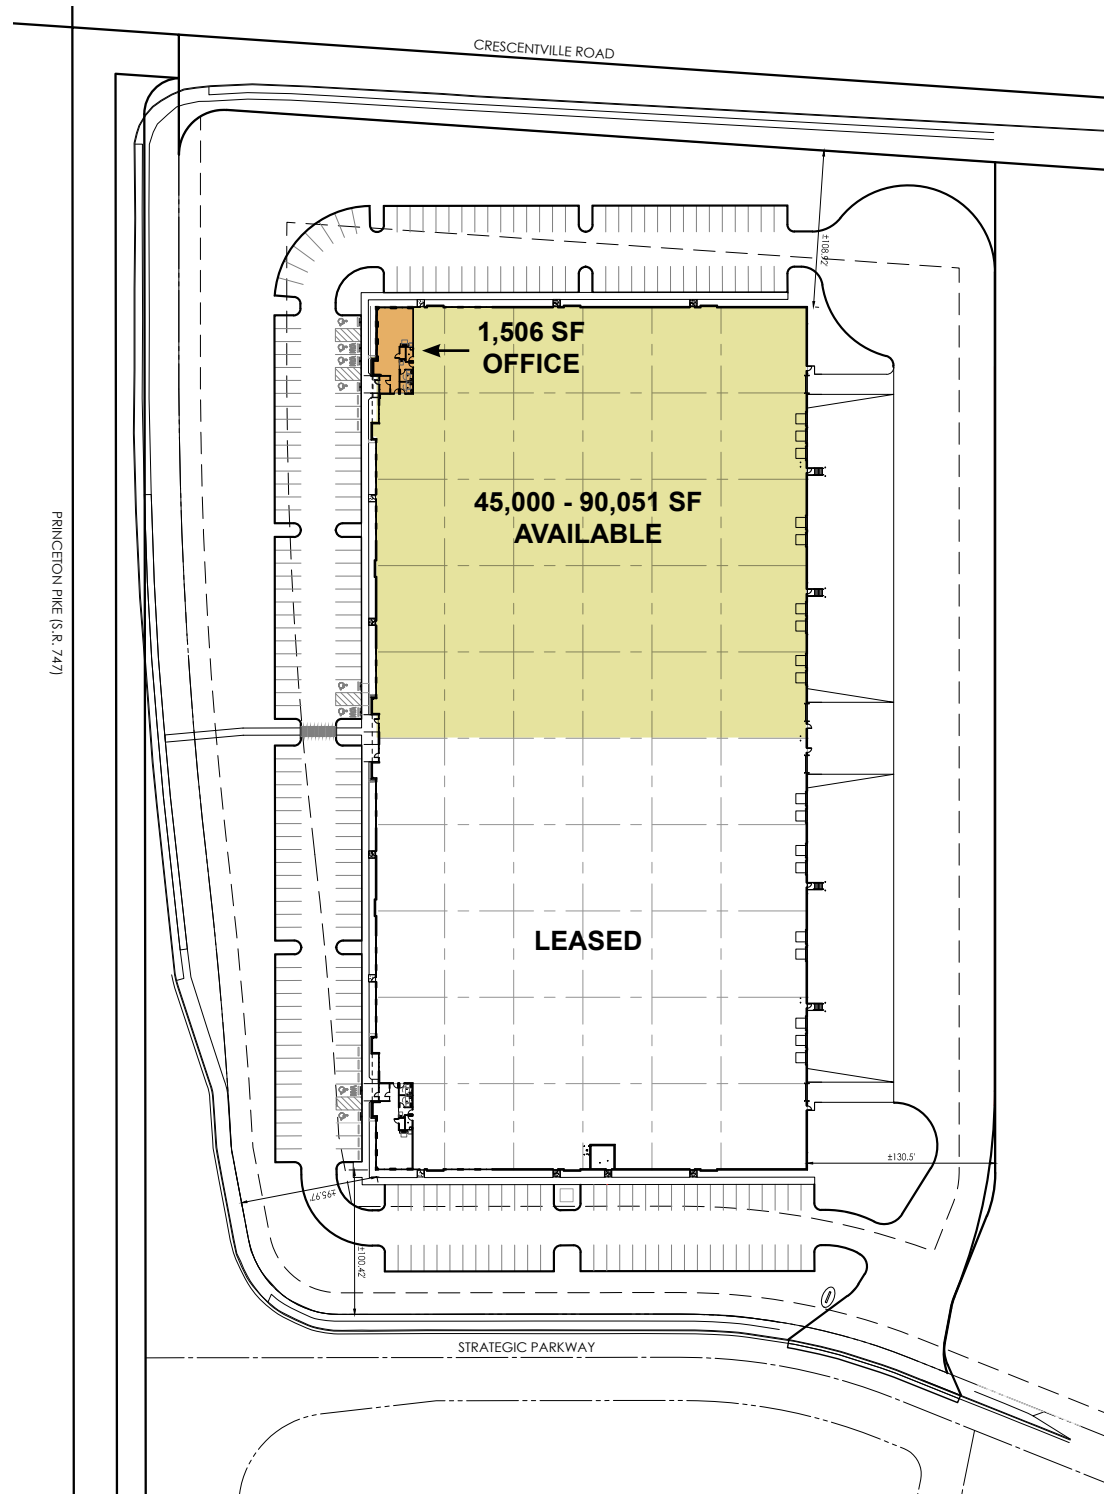 CRESCENTVILLE ROAD
±108.92'
1,506 SF
OFFICE
45,000 - 90,051 SF
AVAILABLE
PRINCETON PIKE (S.R. 747)
LEASED
±130.5'
±95.97'
±100.42'
STRATEGIC PARKWAY